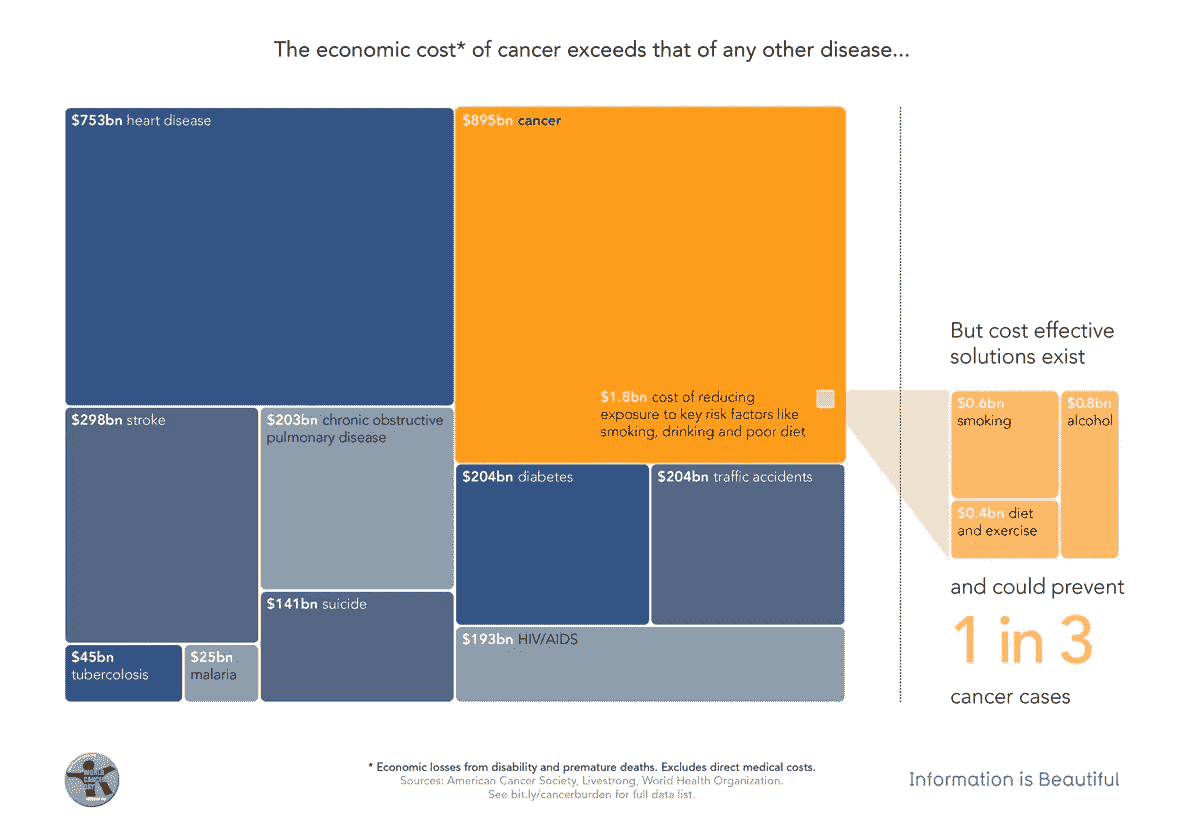 The economic cost* of cancer exceeds that of any other disease...
$753bn heart disease
$895bn cancer
$1.8bn cost of reducing
exposure to key risk factors like
smoking, drinking and poor diet
$298bn stroke
$203bn chronic obstructive
pulmonary disease
$204bn diabetes
$204bn traffic accidents
$141bn suicide
$193bn HIV/AIDS
$45bn
tubercolosis
$25bn
malaria
But cost effective
solutions exist
$0.6bn
smoking
$0.8bn
alcohol
$0.4bn diet
and exercise
and could prevent
1 in 3
cancer cases
WORLD
CANCER
DAY
* Economic losses from disability and premature deaths. Excludes direct medical costs.
Sources: American Cancer Society, Livestrong, World Health Organization.
See bit.ly/cancerburden for full data list.
Information is Beautiful